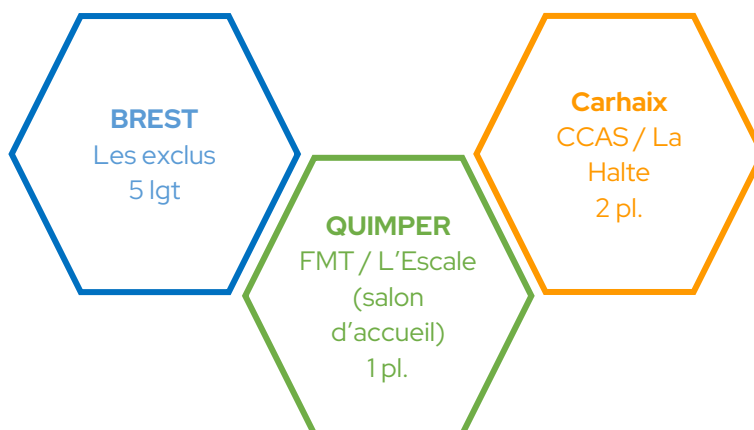 BREST
Les exclus
5 lgt
QUIMPER
FMT / L’Escale
(salon
d’accueil)
1 pl.
Carhaix
CCAS / La
Halte
2 pl.